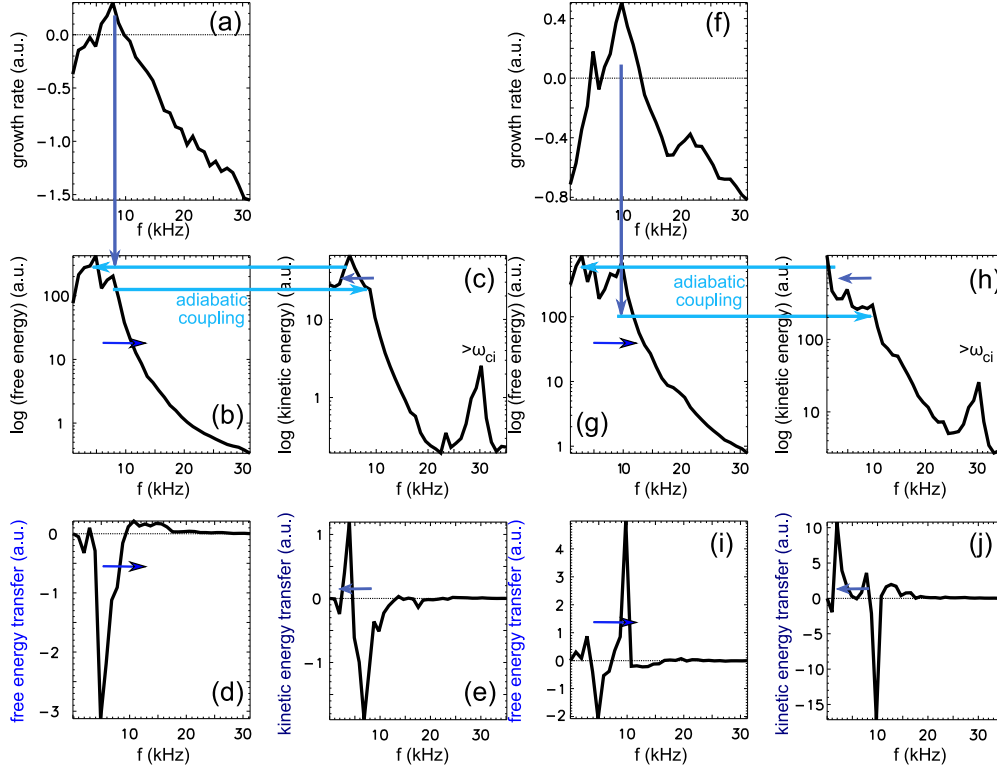 (a)
growth rate (a.u.)
0.0
−0.5
−1.0
−1.5
10 20 30
f (kHz)
(f)
growth rate (a.u.)
0.4
0.0
−0.4
−0.8
10 20 30
f (kHz)
log (free energy) (a.u.)
100
10
1
adiabatic
coupling
(b)
10 20 30
f (kHz)
log (kinetic energy) (a.u.)
10
1
(c)
>ωci
10 20 30
f (kHz)
log (free energy) (a.u.)
1000
100
10
1
adiabatic
coupling
(g)
10 20 30
f (kHz)
log (kinetic energy) (a.u.)
100
10
(h)
>ωci
10 20 30
f (kHz)
free energy transfer (a.u.)
0
−1
−2
−3
(d)
10 20 30
f (kHz)
kinetic energy transfer (a.u.)
1
0
−1
(e)
10 20 30
f (kHz)
free energy transfer (a.u.)
4
3
2
1
0
−1
−2
(i)
10 20 30
f (kHz)
kinetic energy transfer (a.u.)
10
5
0
−5
−10
−15
(j)
10 20 30
f (kHz)